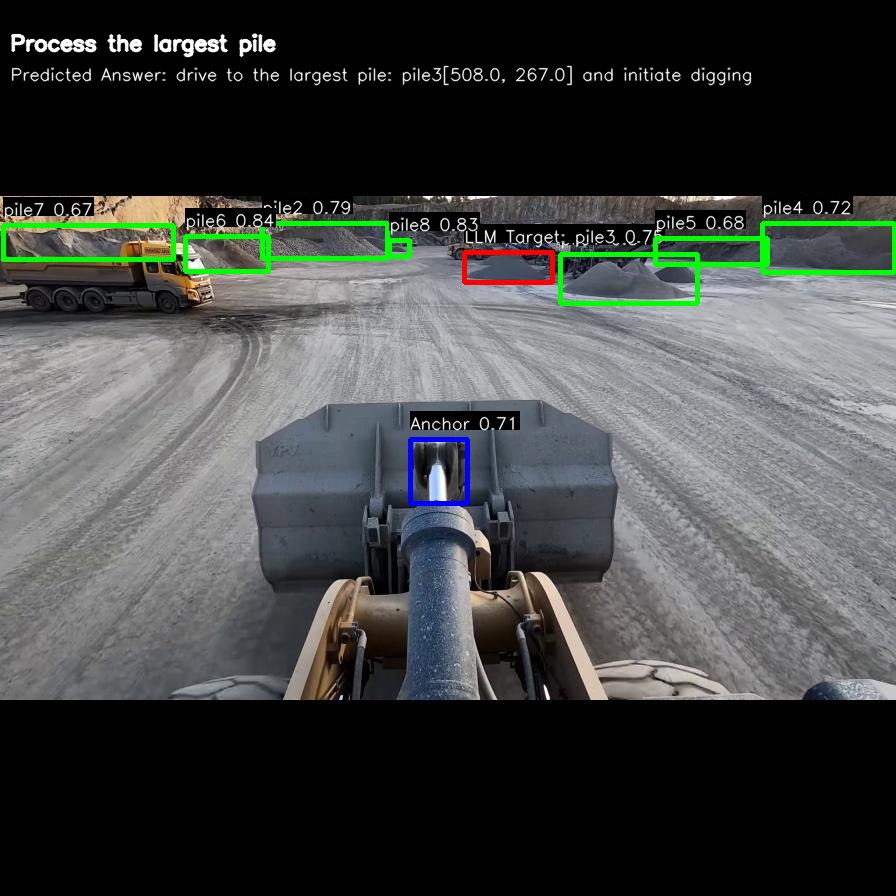 Process the largest pile
Predicted Answer: drive to the largest pile: pile3[508.0, 267.0] and initiate digging
pile7 0.67
pile6 0.84
pile2 0.79
pile8 0.83
LLM Target: pile3 0.75
pile5 0.68
pile4 0.72
Anchor 0.71